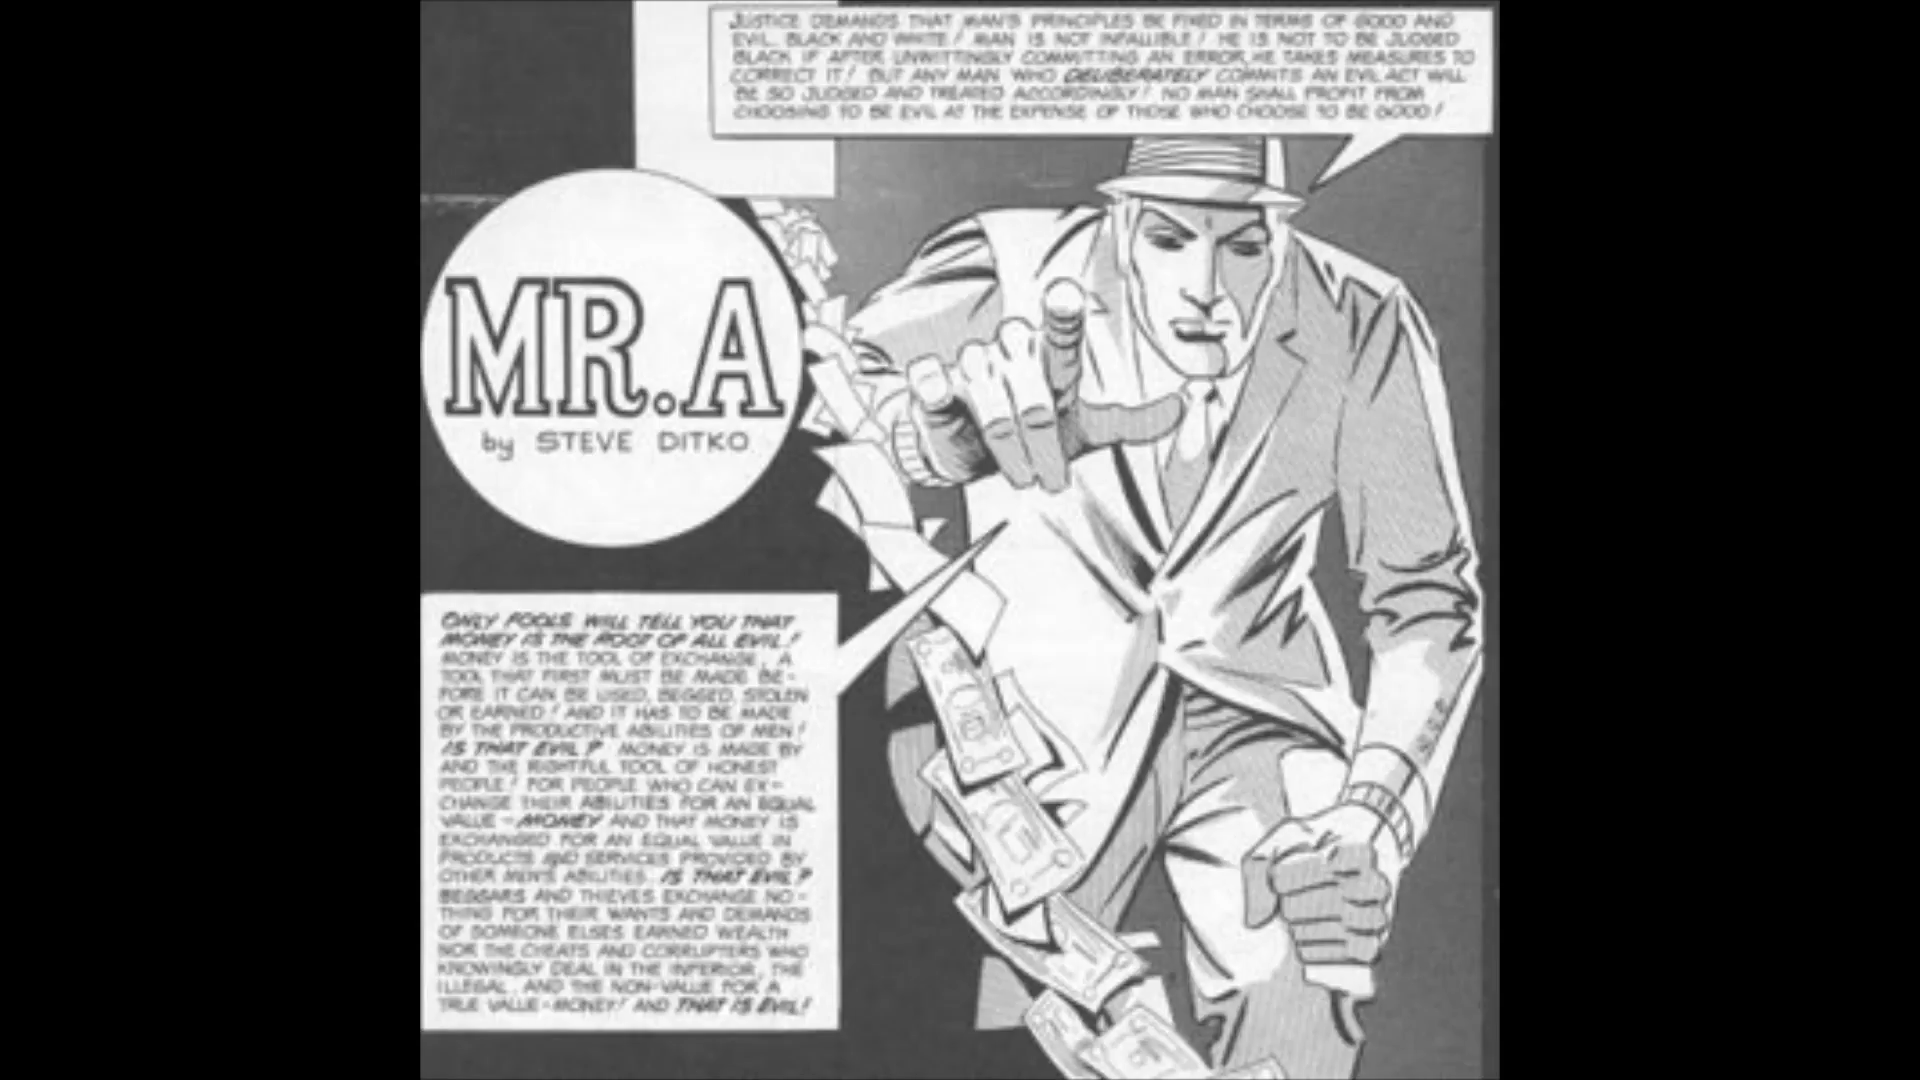 JUSTICE DEMANDS THAT MAN'S PRINCIPLES BE FIXED IN TERMS OF GOOD AND
EVIL, BLACK AND WHITE! MAN IS NOT INFALLIBLE! HE IS NOT TO BE JUDGED
BLACK IF AFTER UNWITTINGLY COMMITTING AN ERROR, HE TAKES MEASURES TO
CORRECT IT! BUT ANY MAN WHO DELIBERATELY COMMITS AN EVIL ACT WILL
BE SO JUDGED AND TREATED ACCORDINGLY! NO MAN SHALL PROFIT FROM
CHOOSING TO BE EVIL AT THE EXPENSE OF THOSE WHO CHOOSE TO BE GOOD!
MR. A
by STEVE DITKO
ONLY FOOLS WILL TELL YOU THAT
MONEY IS THE ROOT OF ALL EVIL!
MONEY IS THE TOOL OF EXCHANGE, A
TOOL THAT FIRST MUST BE MADE BE-
FORE IT CAN BE USED, BEGGED, STOLEN
OR EARNED! AND IT HAS TO BE MADE
BY THE PRODUCTIVE ABILITIES OF MEN!
IS THAT EVIL? MONEY IS MADE BY
AND THE RIGHTFUL TOOL OF HONEST
PEOPLE! FOR PEOPLE WHO CAN EX-
CHANGE THEIR ABILITIES FOR AN EQUAL
VALUE - MONEY AND THAT MONEY IS
EXCHANGED FOR AN EQUAL VALUE IN
PRODUCTS AND SERVICES PROVIDED BY
OTHER MEN'S ABILITIES. IS THAT EVIL?
BEGGARS AND THIEVES EXCHANGE NO-
THING FOR THEIR WANTS AND DEMANDS
OF SOMEONE ELSES EARNED WEALTH
NOR THE CHEATS AND CORRUPTERS WHO
KNOWINGLY DEAL IN THE INFERIOR, THE
ILLEGAL, AND THE NON-VALUE FOR A
TRUE VALUE - MONEY! AND THAT IS EVIL!